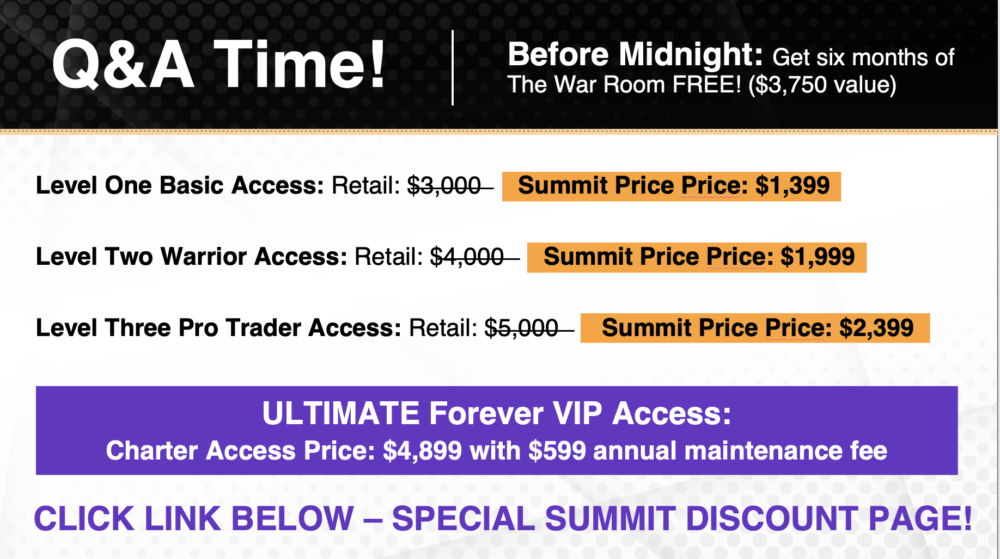 Q&A Time!
Before Midnight: Get six months of
The War Room FREE! ($3,750 value)
Level One Basic Access: Retail: $3,000 Summit Price Price: $1,399
Level Two Warrior Access: Retail: $4,000 Summit Price Price: $1,999
Level Three Pro Trader Access: Retail: $5,000 Summit Price Price: $2,399
ULTIMATE Forever VIP Access:
Charter Access Price: $4,899 with $599 annual maintenance fee
CLICK LINK BELOW – SPECIAL SUMMIT DISCOUNT PAGE!